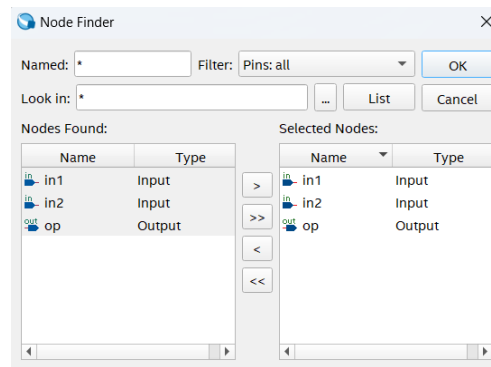 Node Finder
Named: * Filter: Pins: all OK
Look in: * ... List Cancel
Nodes Found: Selected Nodes:
Name Type Name Type
in in1 Input in in1 Input
in in2 Input in in2 Input
out op Output out op Output
>
>>
<
<<